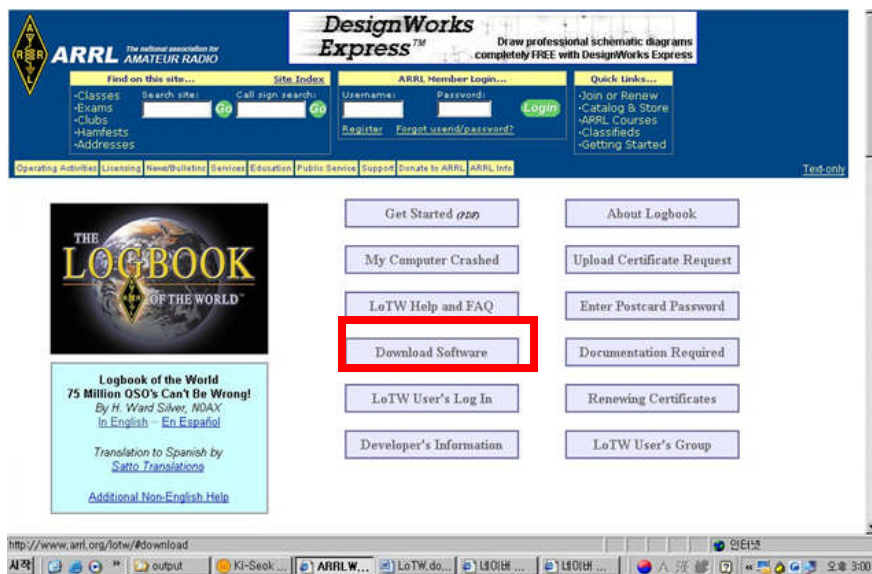 DesignWorks
Express™
Draw professional schematic diagrams
completely FREE with DesignWorks Express
ARRL The national association for
AMATEUR RADIO
Find on this site... Site Index
-Classes
-Exams
-Clubs
-Hamfests
-Addresses
Search site: Go
Call sign search: Go
ARRL Member Login...
Username: Password: Login
Register Forgot userid/password?
Quick Links...
-Join or Renew
-Catalog & Store
-ARRL Courses
-Classifieds
-Getting Started
Operating Activities Licensing News/Bulletins Services Education Public Service Support Donate to ARRL ARRL Info Text-only
THE
LOGBOOK
OF THE WORLD
Get Started (PDF) About Logbook
My Computer Crashed Upload Certificate Request
LoTW Help and FAQ Enter Postcard Password
Download Software Documentation Required
LoTW User's Log In Renewing Certificates
Developer's Information LoTW User's Group
Logbook of the World
75 Million QSO's Can't Be Wrong!
By H. Ward Silver, N0AX
In English - En Español
Translation to Spanish by
Satto Translations
Additional Non-English Help
http://www.arrl.org/lotw/#download 인터넷
시작 output Ki-Seok ... ARRL W... LoTW.do... 네이버 ... 네이버 ... A 漢 오후 3:00